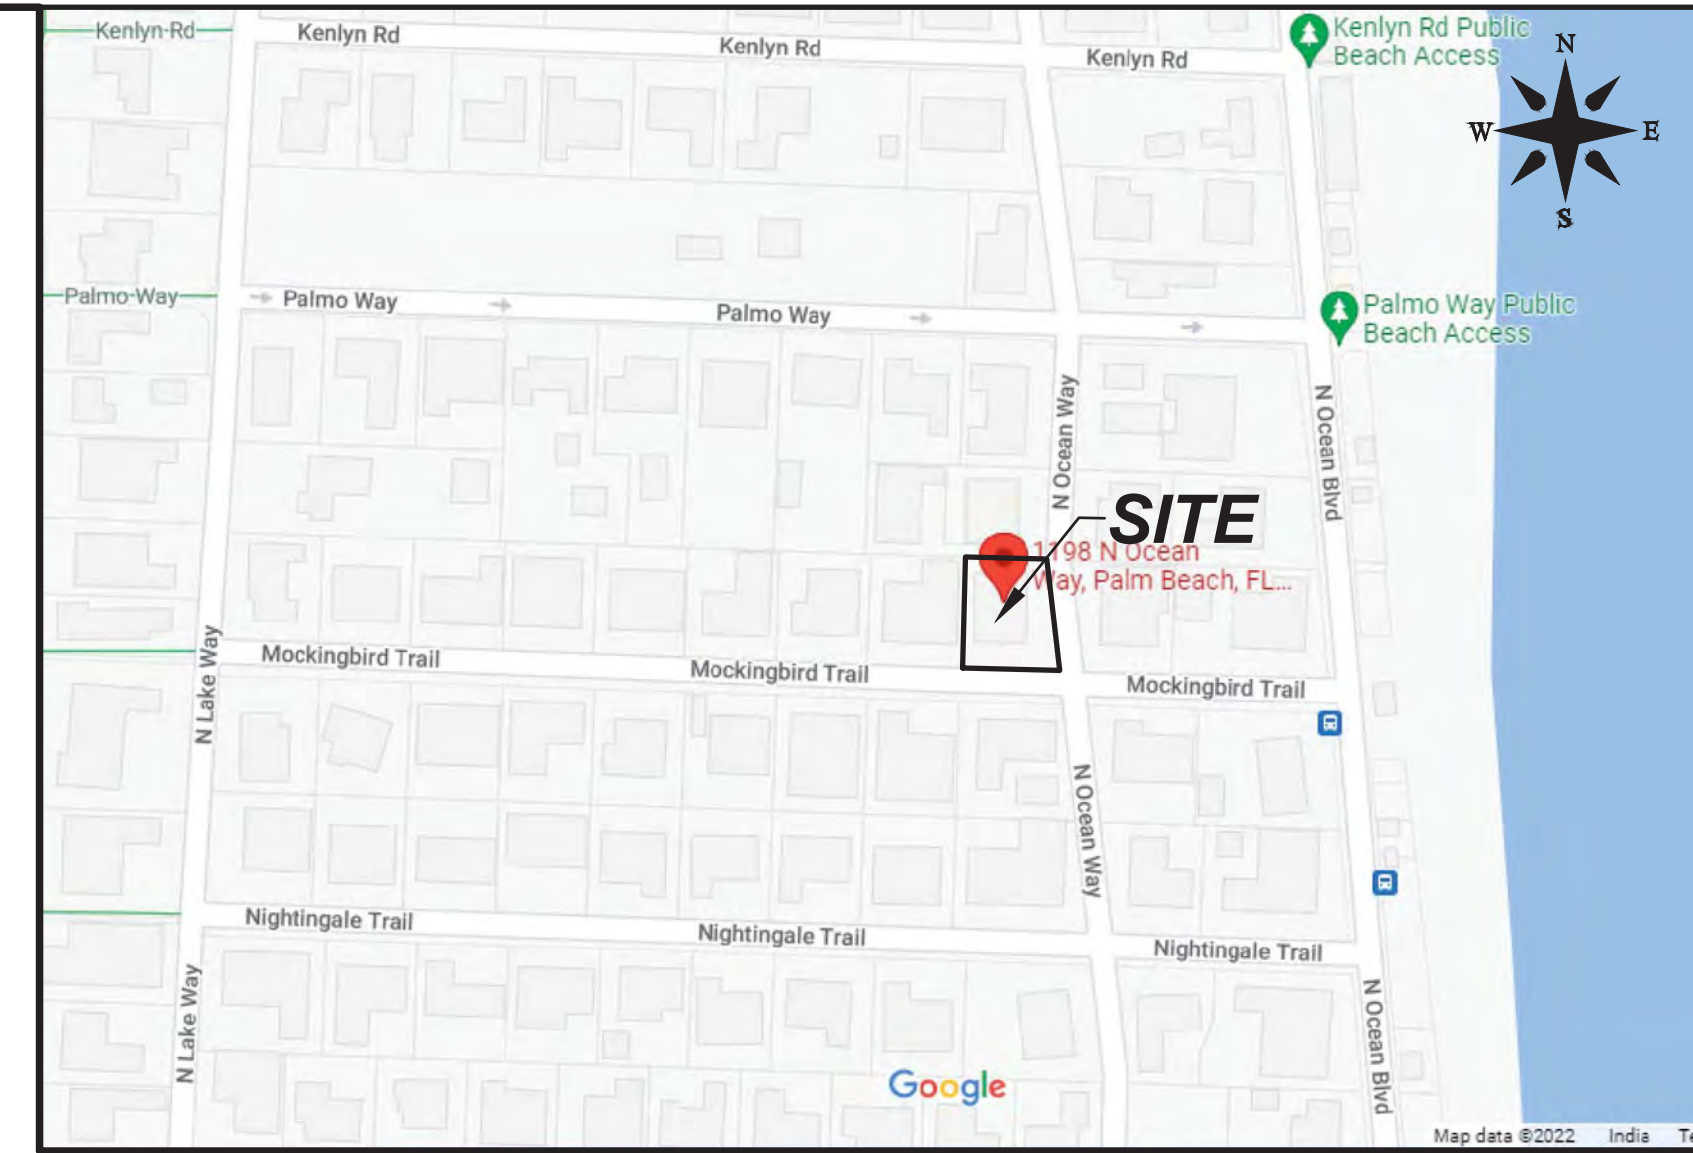 Kenlyn Rd
Kenlyn Rd
Kenlyn Rd
Kenlyn Rd
Kenlyn Rd Public
Beach Access
N
W
E
S
Palmo Way
Palmo Way
Palmo Way
Palmo Way Public
Beach Access
N Ocean Way
N Ocean Blvd
SITE
1198 N Ocean
Way, Palm Beach, FL...
N Lake Way
Mockingbird Trail
Mockingbird Trail
Mockingbird Trail
N Ocean Way
Nightingale Trail
Nightingale Trail
Nightingale Trail
N Lake Way
N Ocean Blvd
Google
Map data ©2022 India Te